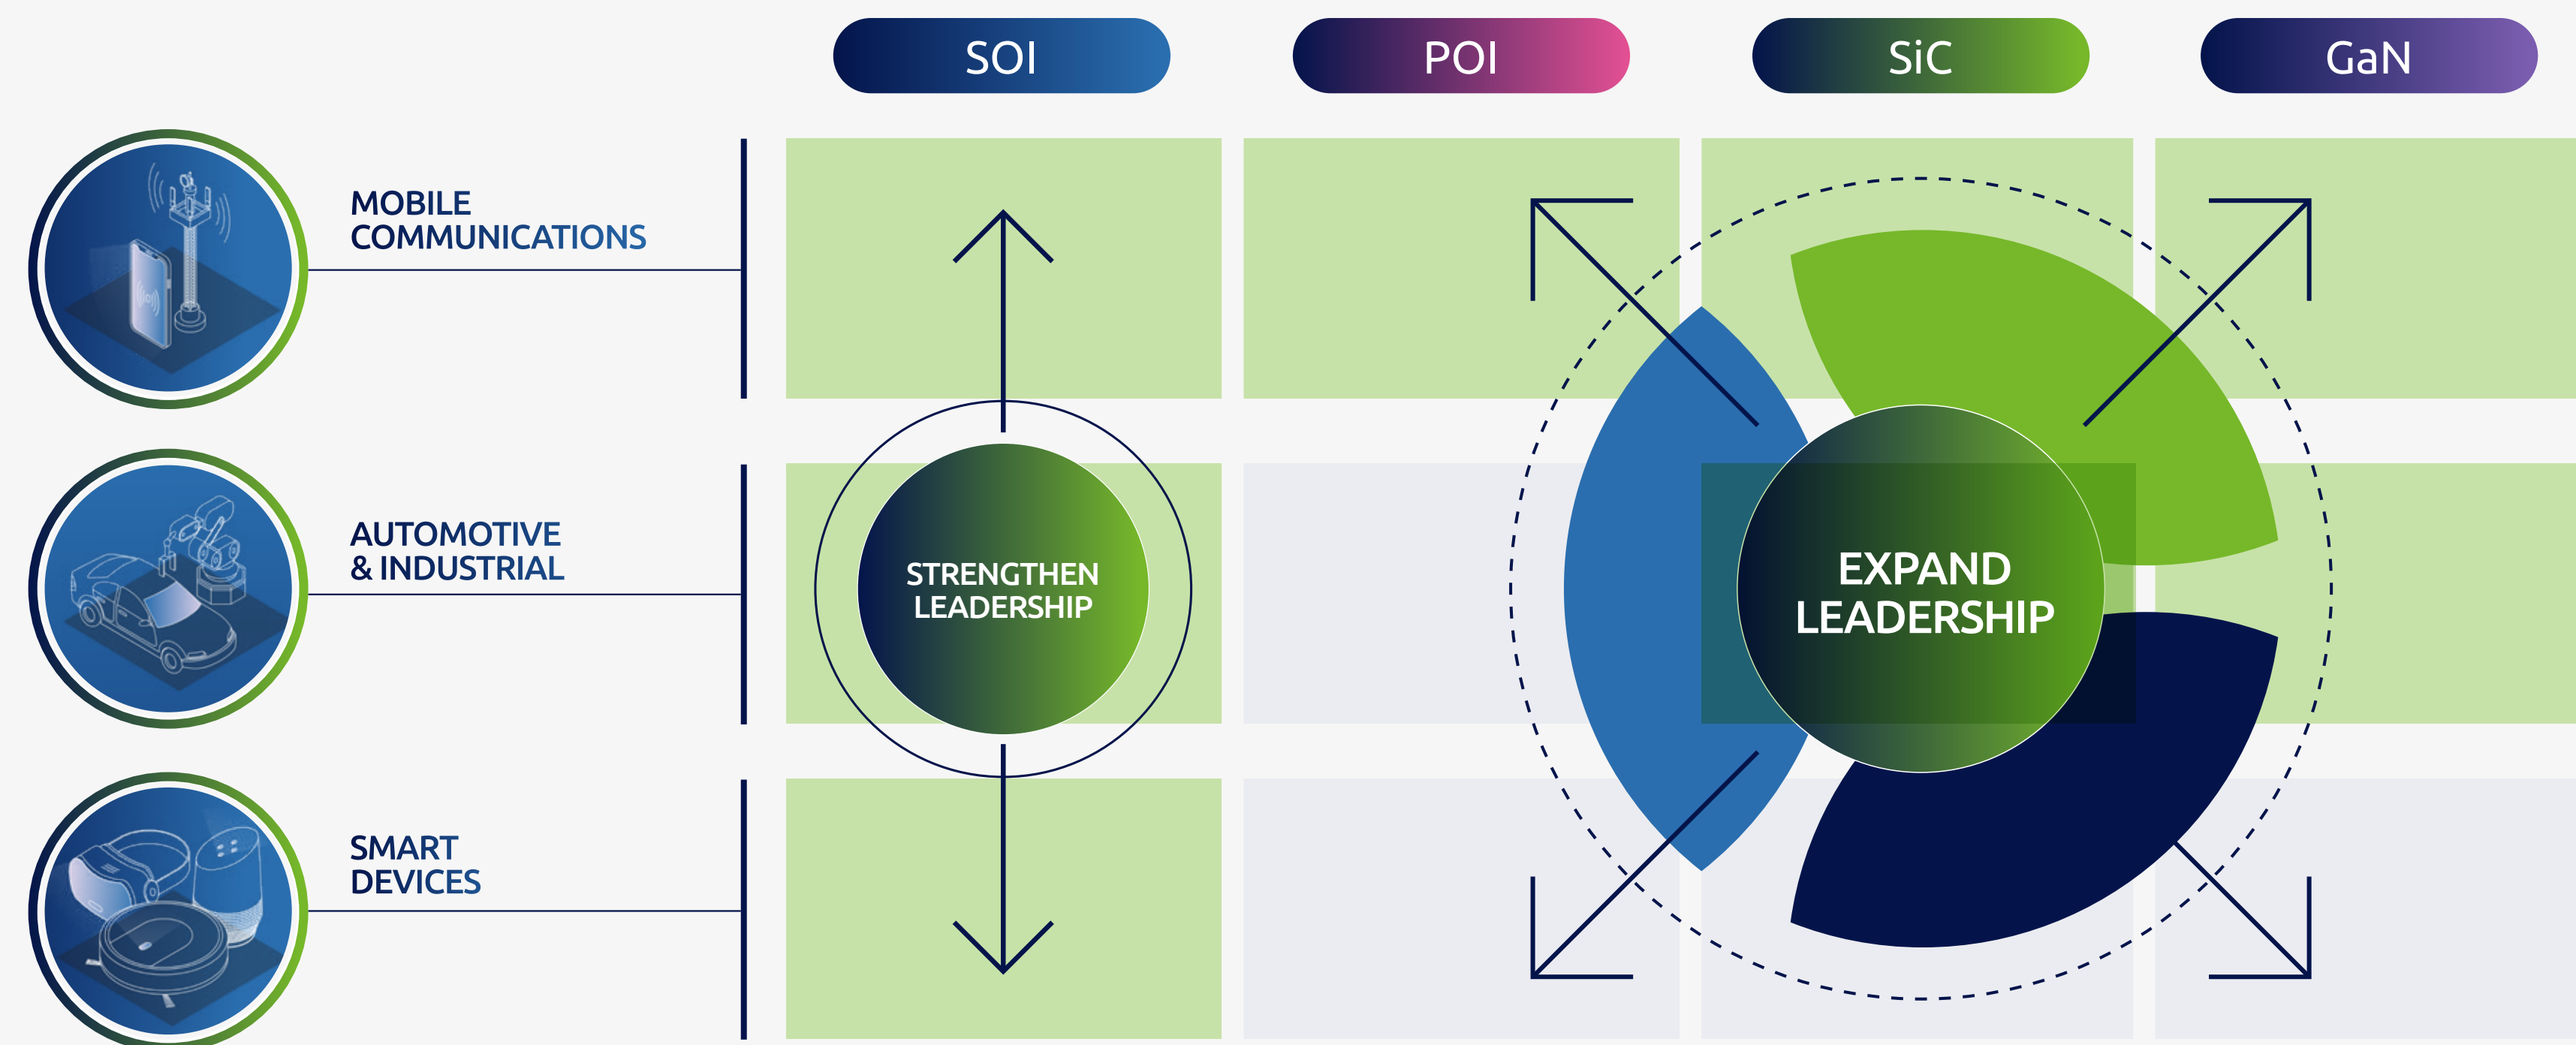 SOI
POI
SiC
GaN
MOBILE
COMMUNICATIONS
AUTOMOTIVE
& INDUSTRIAL
STRENGTHEN
LEADERSHIP
EXPAND
LEADERSHIP
SMART
DEVICES